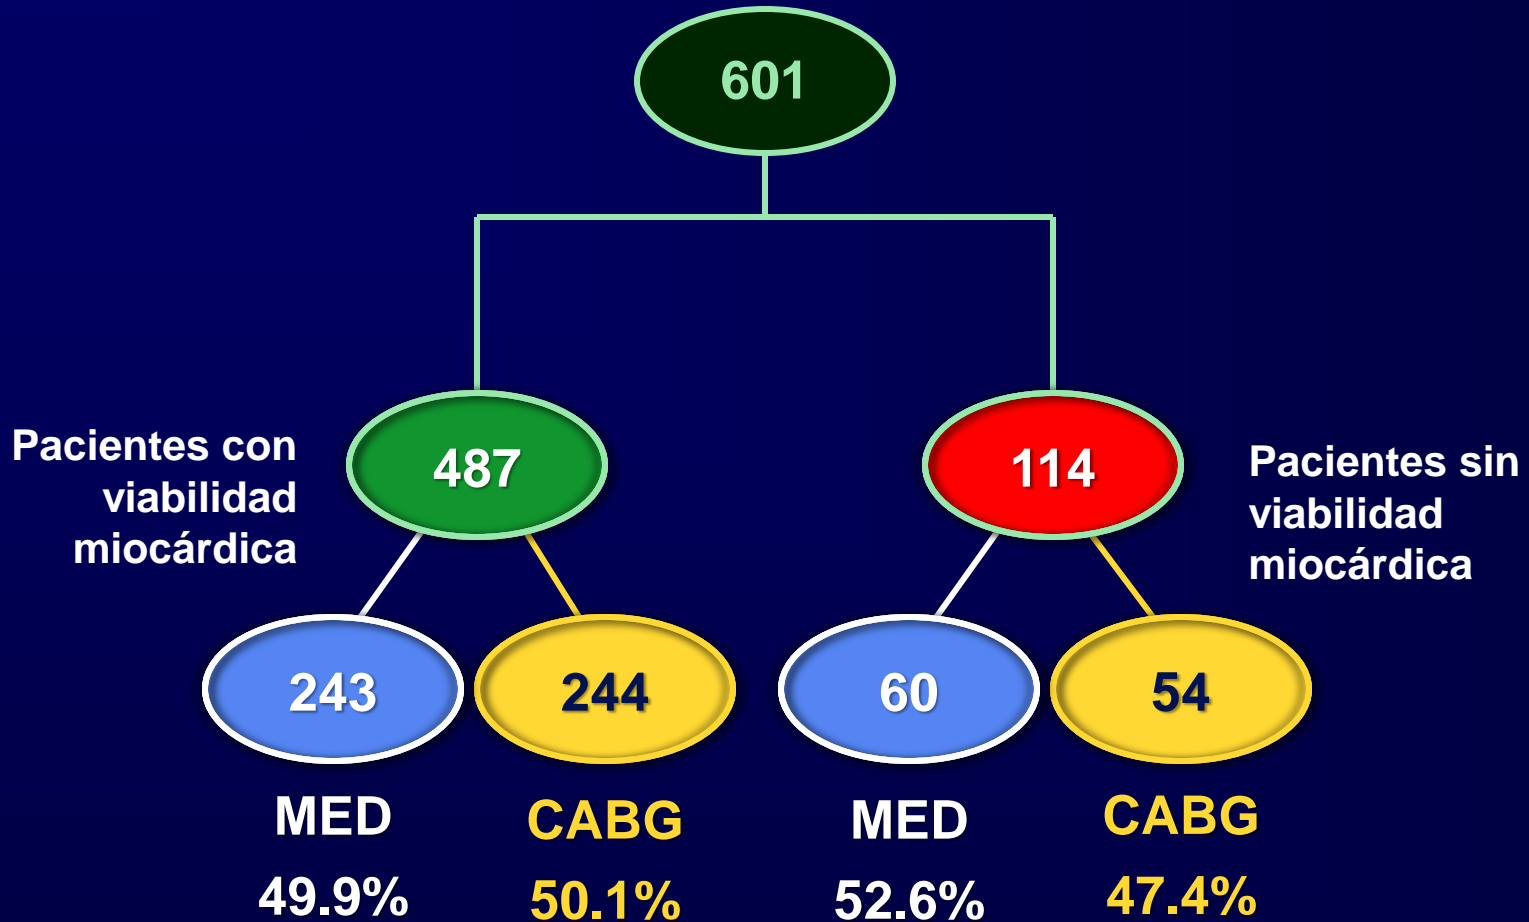 601
Pacientes con
viabilidad
miocárdica
487
114
Pacientes sin
viabilidad
miocárdica
243
244
60
54
MED
CABG
MED
CABG
49.9%
50.1%
52.6%
47.4%